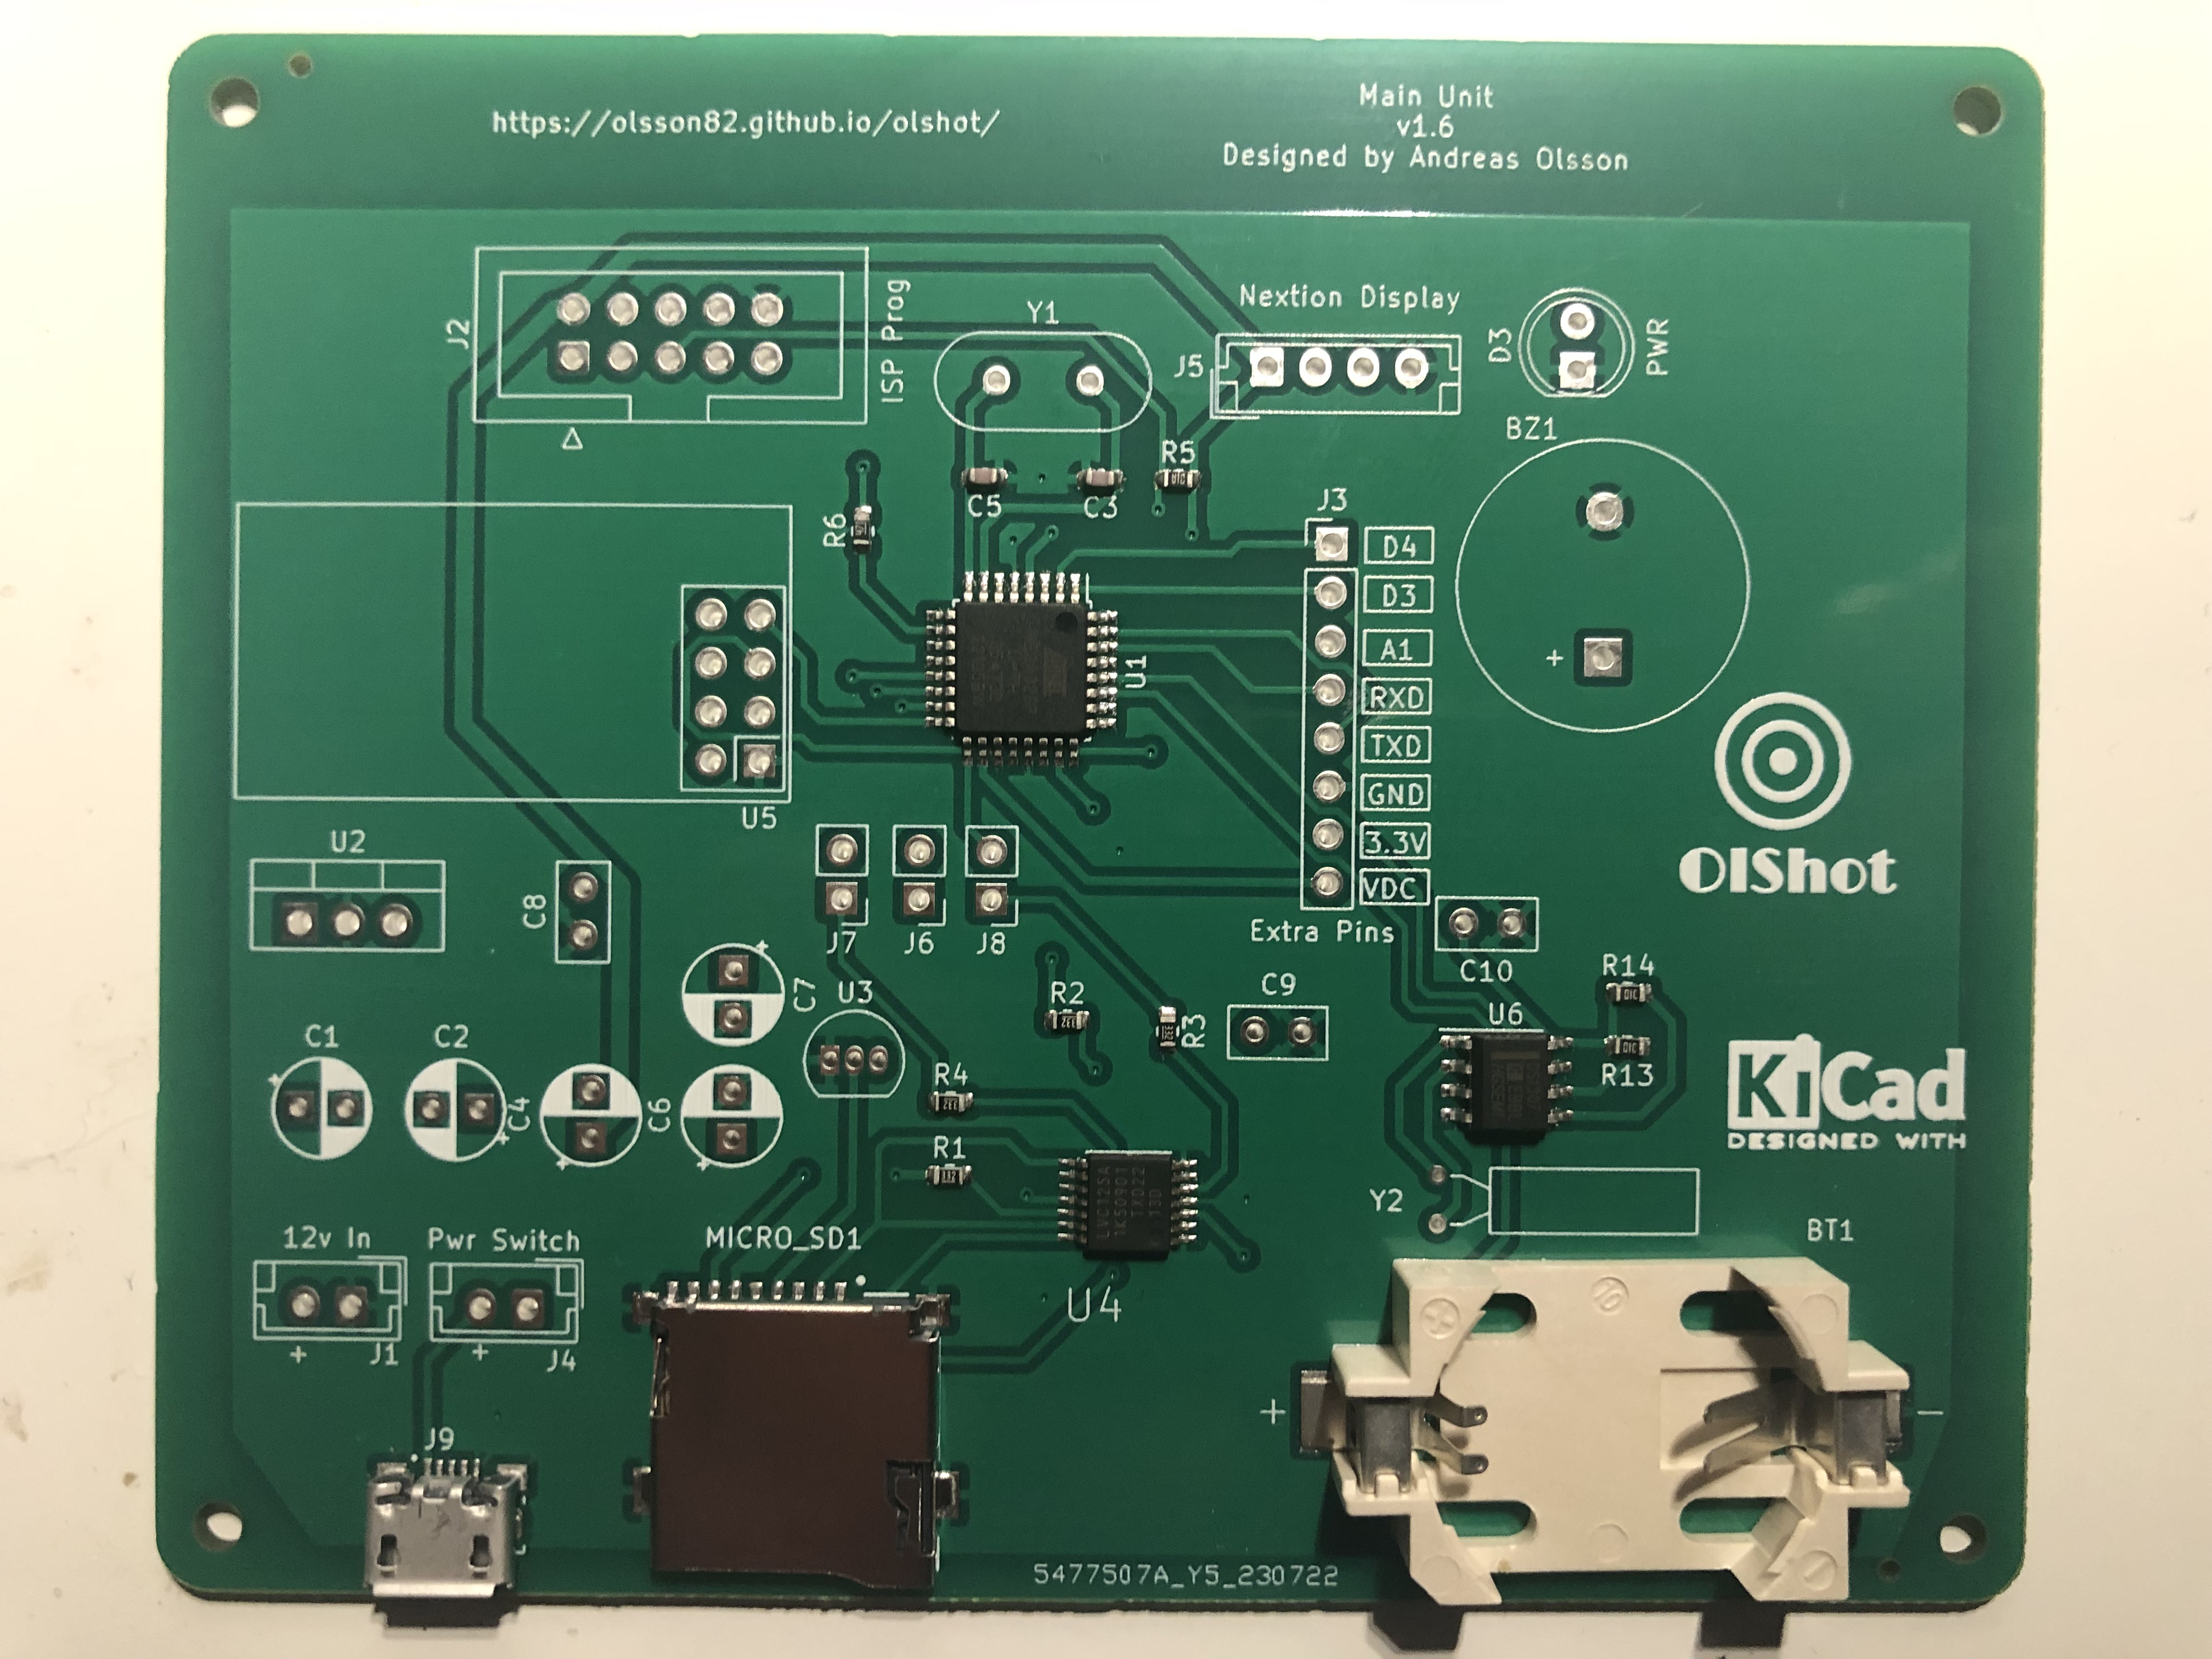 https://olsson82.github.io/olshot/
Main Unit
v1.6
Designed by Andreas Olsson
J2
ISP Prog
Y1
Nextion Display
J5
D3
PWR
BZ1
R5
C5
C3
R6
J3
D4
D3
A1
RXD
TXD
GND
3.3V
VDC
Extra Pins
+
U1
U5
OlShot
U2
C8
J7
J6
J8
C7
U3
R2
R3
C9
C10
R14
U6
R13
C1
C2
C4
C6
R4
R1
KiCad
DESIGNED WITH
LVC125A
1K50901
TXD22
13D
U4
Y2
BT1
12v In
Pwr Switch
MICRO_SD1
+
J1
+
J4
J9
+
-
5477507A_Y5_230722